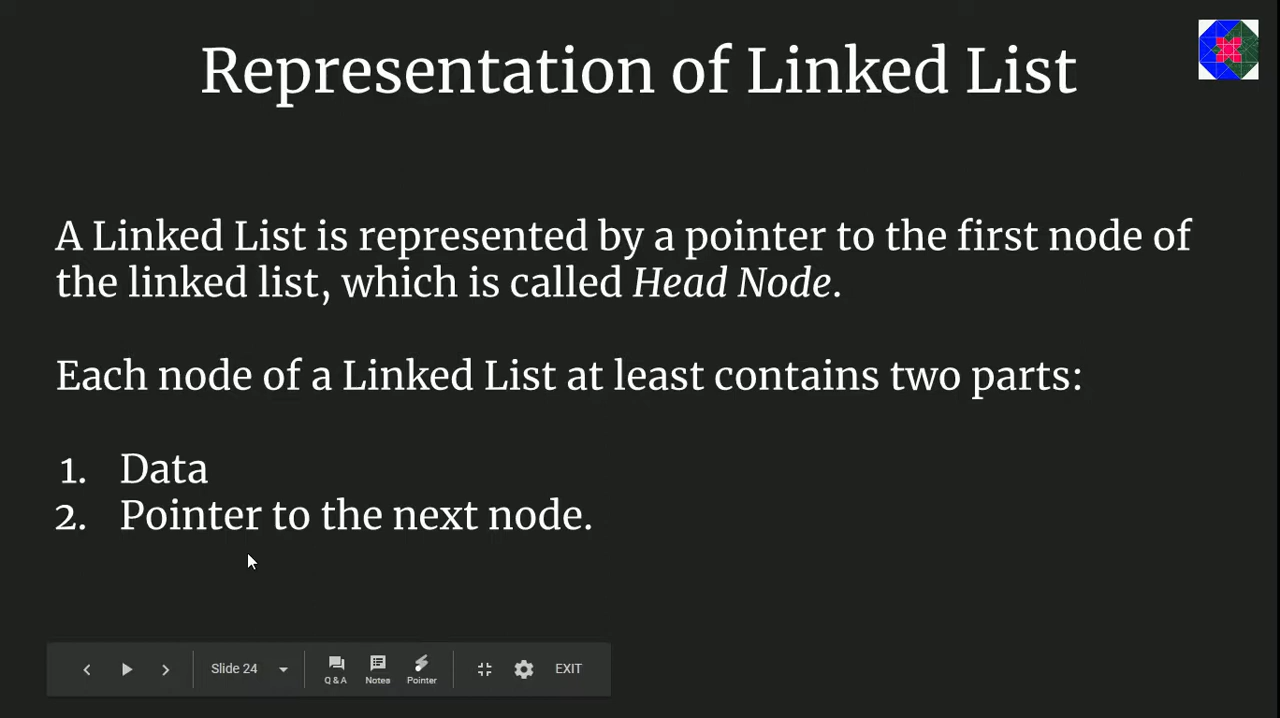 Representation of Linked List
A Linked List is represented by a pointer to the first node of
the linked list, which is called Head Node.
Each node of a Linked List at least contains two parts:
1. Data
2. Pointer to the next node.
Slide 24
Q & A
Notes
Pointer
EXIT